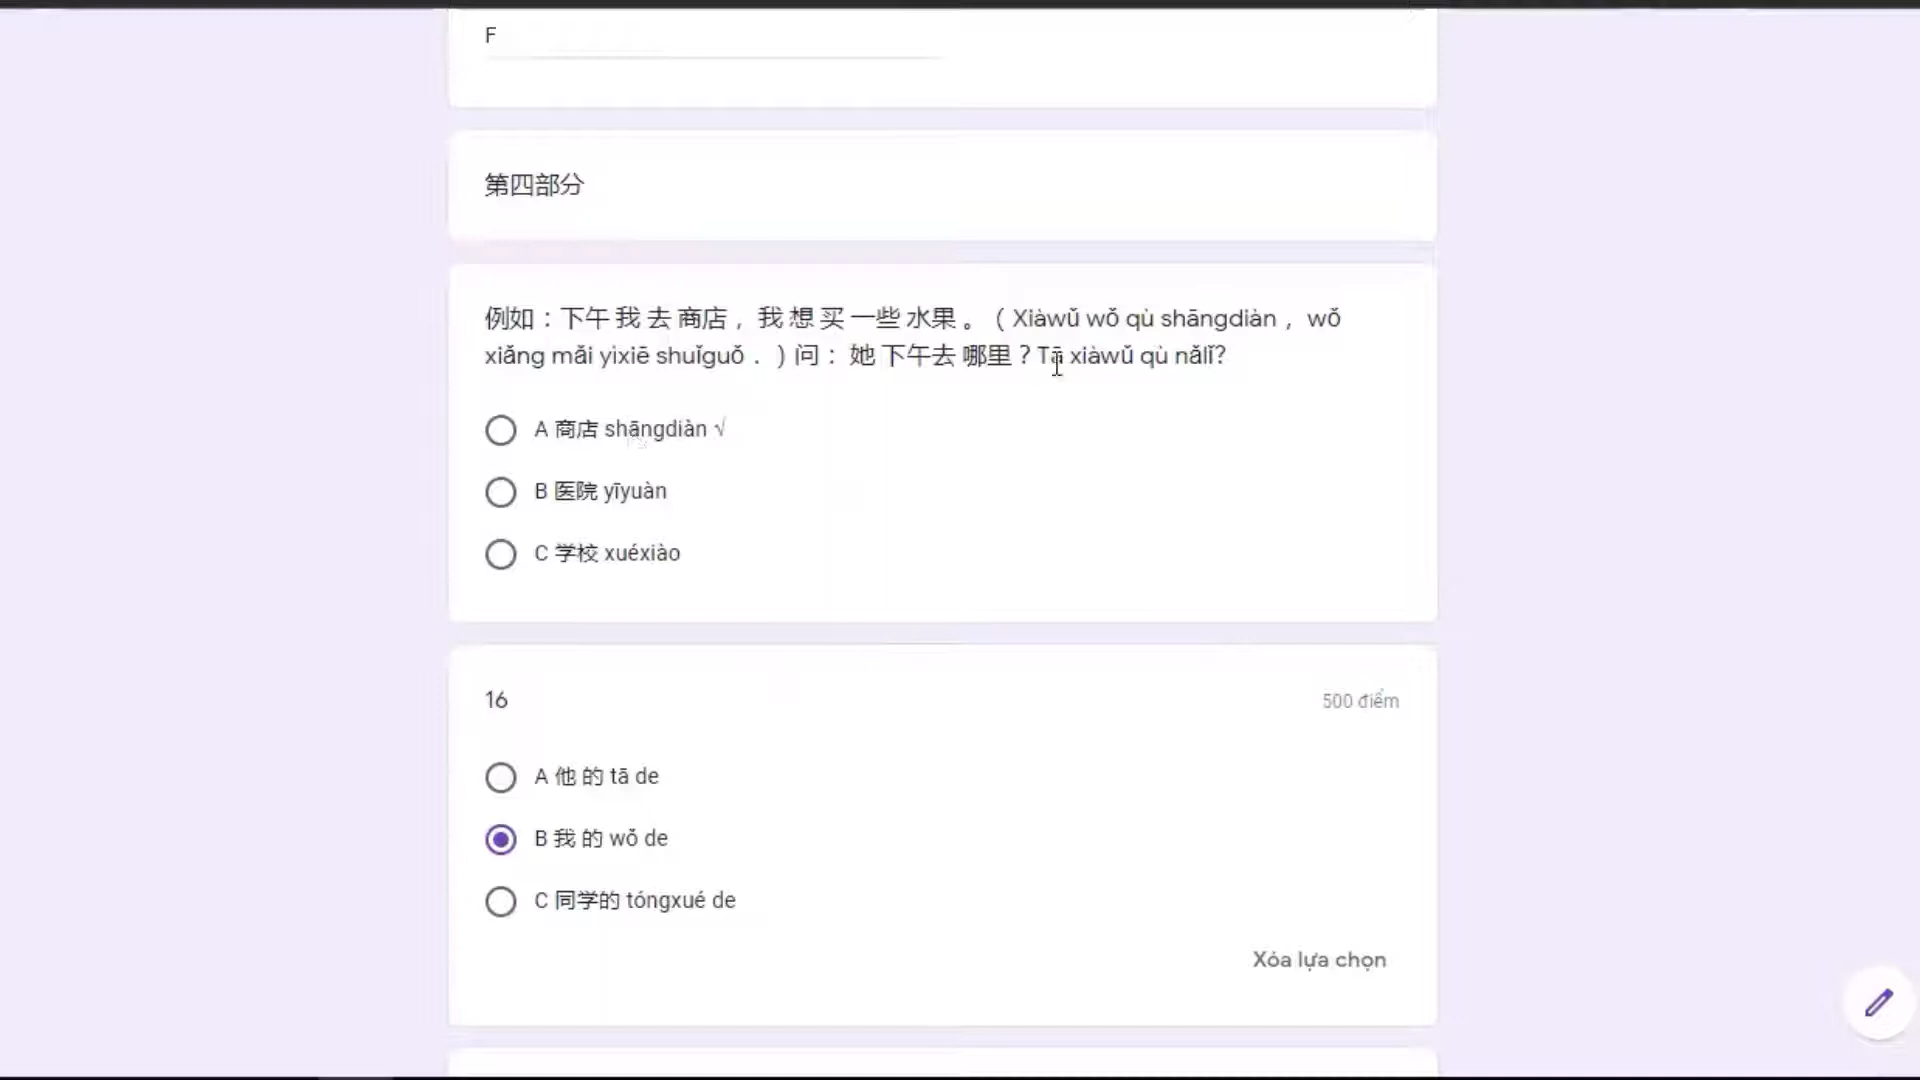 F
第四部分
例如：下午 我 去 商店， 我 想 买 一些 水果 。（ Xiàwǔ wǒ qù shāngdiàn， wǒ
xiǎng mǎi yìxiē shuǐguǒ．）问： 她 下午去 哪里？Tā xiàwǔ qù nǎlǐ?
A 商店 shāngdiàn √
B 医院 yīyuàn
C 学校 xuéxiào
16
500 điểm
A 他 的 tā de
B 我 的 wǒ de
C 同学的 tóngxué de
Xóa lựa chọn